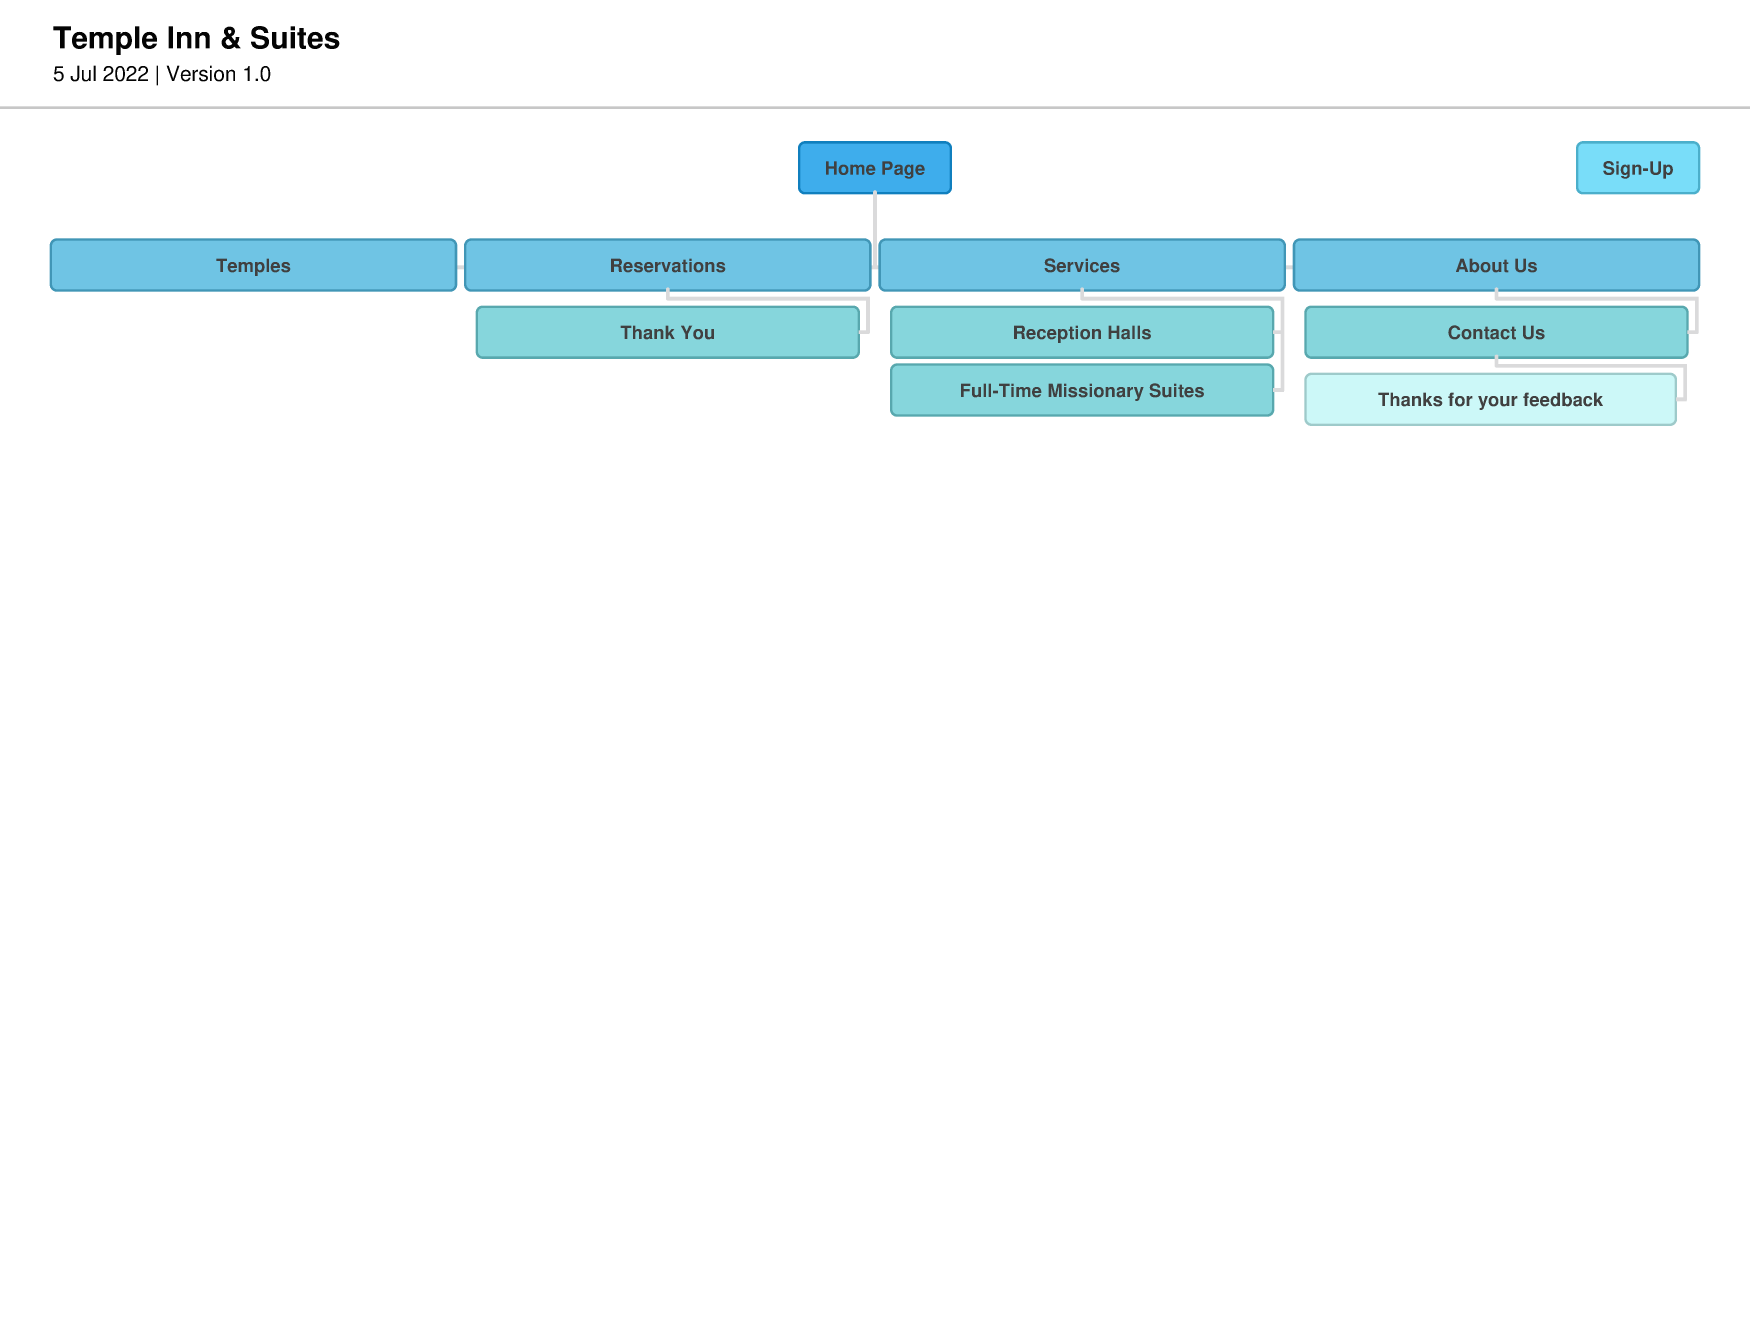 Temple Inn & Suites
5 Jul 2022 | Version 1.0
Home Page
Sign-Up
Temples
Reservations
Services
About Us
Thank You
Reception Halls
Contact Us
Full-Time Missionary Suites
Thanks for your feedback